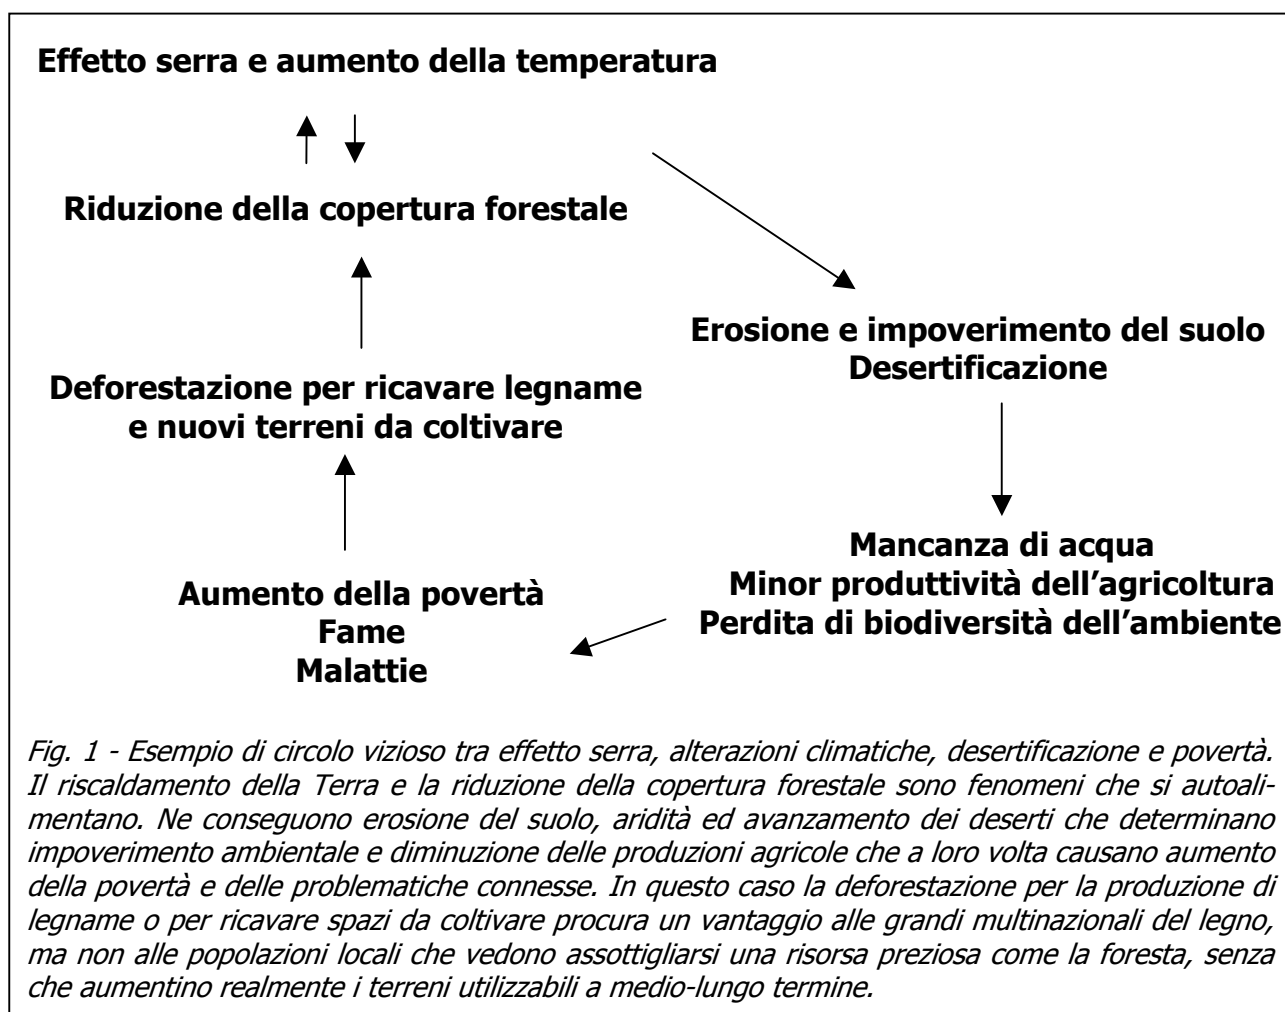 Effetto serra e aumento della temperatura
Riduzione della copertura forestale
Erosione e impoverimento del suolo
Desertificazione
Deforestazione per ricavare legname
e nuovi terreni da coltivare
Mancanza di acqua
Minor produttività dell’agricoltura
Perdita di biodiversità dell’ambiente
Aumento della povertà
Fame
Malattie
Fig. 1 - Esempio di circolo vizioso tra effetto serra, alterazioni climatiche, desertificazione e povertà.
Il riscaldamento della Terra e la riduzione della copertura forestale sono fenomeni che si autoali-
mentano. Ne conseguono erosione del suolo, aridità ed avanzamento dei deserti che determinano
impoverimento ambientale e diminuzione delle produzioni agricole che a loro volta causano aumento
della povertà e delle problematiche connesse. In questo caso la deforestazione per la produzione di
legname o per ricavare spazi da coltivare procura un vantaggio alle grandi multinazionali del legno,
ma non alle popolazioni locali che vedono assottigliarsi una risorsa preziosa come la foresta, senza
che aumentino realmente i terreni utilizzabili a medio-lungo termine.